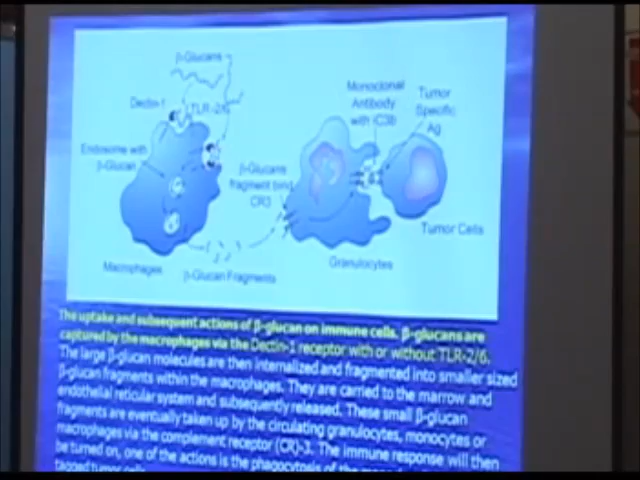 β-Glucans
Dectin-1
TLR-2/6
Endosome with
β-Glucan
Macrophages
β-Glucan Fragments
β-Glucans
fragment bind
CR3
Monoclonal
Antibody
with iC3b
Tumor
Specific
Ag
Tumor Cells
Granulocytes
The uptake and subsequent actions of β-glucan on immune cells. β-glucans are
captured by the macrophages via the Dectin-1 receptor with or without TLR-2/6.
The large β-glucan molecules are then internalized and fragmented into smaller sized
β-glucan fragments within the macrophages. They are carried to the marrow and
endothelial reticular system and subsequently released. These small β-glucan
fragments are eventually taken up by the circulating granulocytes, monocytes or
macrophages via the complement receptor (CR)-3. The immune response will then
be turned on, one of the actions is the phagocytosis of the
tagged tumor cells